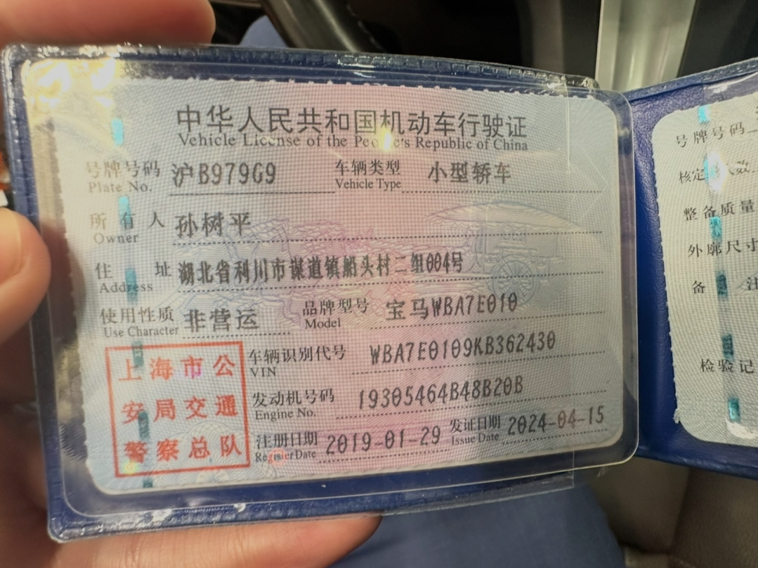 中华人民共和国机动车行驶证
Vehicle License of the People's Republic of China
号牌号码 沪B979G9 车辆类型 小型轿车
Plate No. Vehicle Type
所有人 孙树平
Owner
住址 湖北省利川市谋道镇船头村二组004号
Address
使用性质 非营运 品牌型号 宝马WBA7E010
Use Character Model
上海市公
安局交通
警察总队
车辆识别代号 WBA7E0109KB362430
VIN
发动机号码 19305464B48B20B
Engine No.
注册日期 2019-01-29 发证日期 2024-04-15
Register Date Issue Date
号牌号码
核定
整备质量
外廓尺寸
备注
检验记